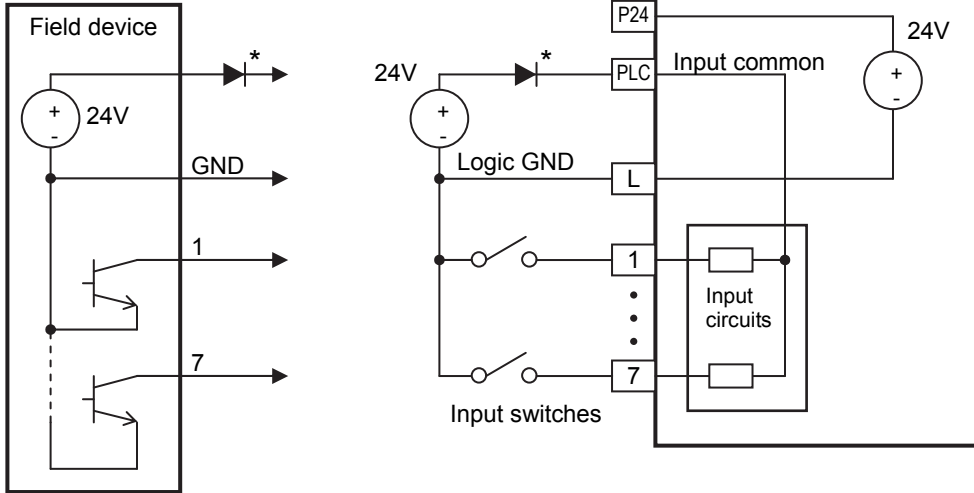 Field device
*
+
-
24V
GND
1
7
24V
+
-
*
Logic GND
Input switches
P24
PLC
L
1
7
Input common
Input
circuits
24V
+
-